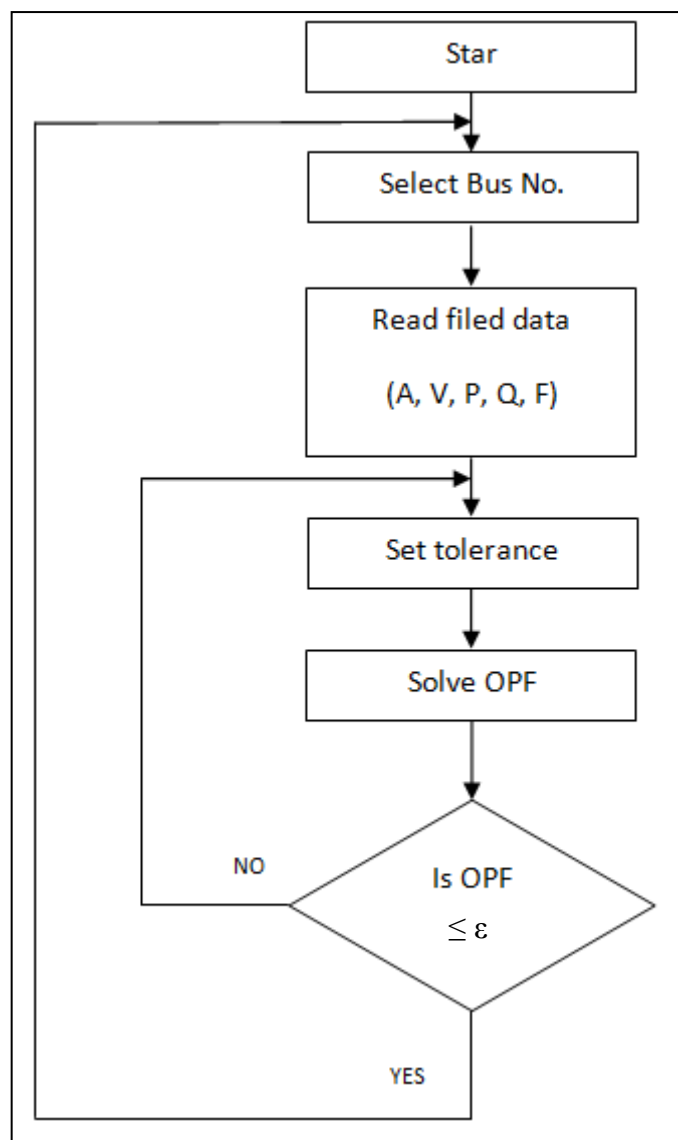 Star
Select Bus No.
Read filed data
(A, V, P, Q, F)
Set tolerance
Solve OPF
Is OPF
≤ ε
NO
YES